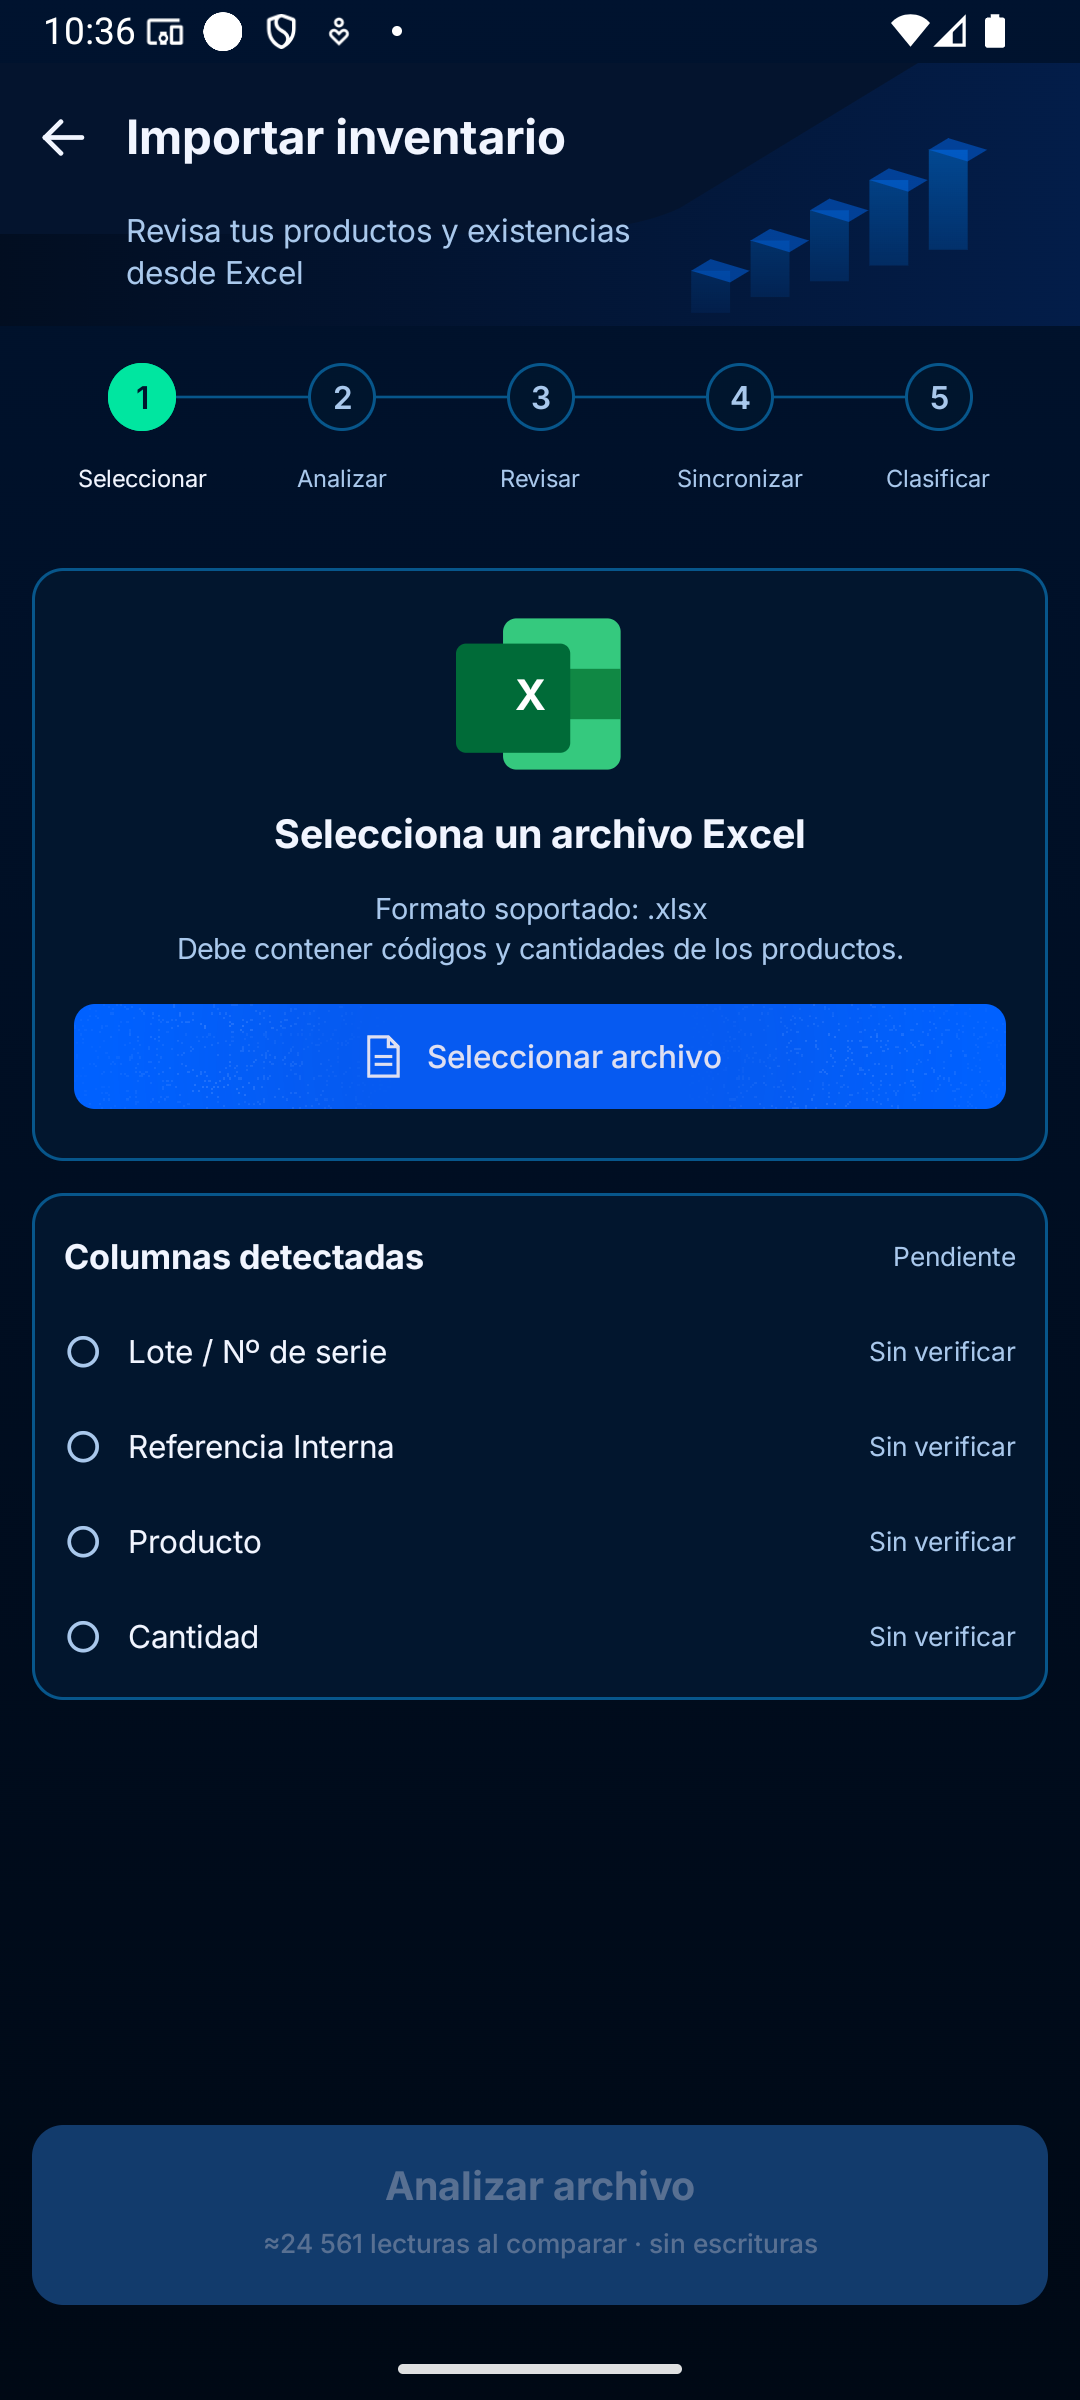 10:36
Importar inventario
Revisa tus productos y existencias
desde Excel
1
2
3
4
5
Seleccionar
Analizar
Revisar
Sincronizar
Clasificar
X
Selecciona un archivo Excel
Formato soportado: .xlsx
Debe contener códigos y cantidades de los productos.
Seleccionar archivo
Columnas detectadas
Pendiente
Lote / Nº de serie
Sin verificar
Referencia Interna
Sin verificar
Producto
Sin verificar
Cantidad
Sin verificar
Analizar archivo
≈24 561 lecturas al comparar · sin escrituras